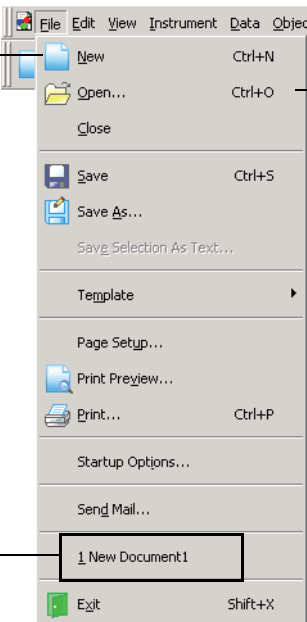 File Edit View Instrument Data Objec
New Ctrl+N
Open... Ctrl+O
Close
Save Ctrl+S
Save As...
Save Selection As Text...
Template
Page Setup...
Print Preview...
Print... Ctrl+P
Startup Options...
Send Mail...
1 New Document1
Exit Shift+X